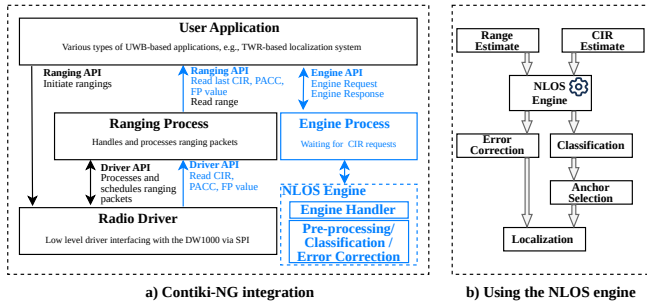 User Application
Various types of UWB-based applications, e.g., TWR-based localization system
Ranging API
Initiate rangings
Ranging API
Read last CIR, PACC,
FP value
Read range
Engine API
Engine Request
Engine Response
Ranging Process
Handles and processes ranging packets
Engine Process
Waiting for CIR requests
Driver API
Processes and
schedules ranging
packets
Driver API
Read CIR,
PACC, FP value
NLOS Engine
Engine Handler
Pre-processing/
Classification /
Error Correction
Radio Driver
Low level driver interfacing with the DW1000 via SPI
a) Contiki-NG integration
Range
Estimate
CIR
Estimate
NLOS
Engine
Error
Correction
Classification
Anchor
Selection
Localization
b) Using the NLOS engine